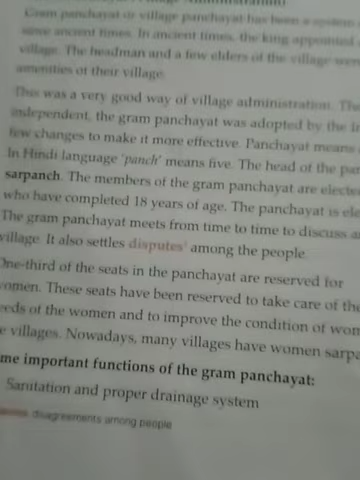 Gram panchayat or village panchayat has been a system
since ancient times. In ancient times, the king appointed
village. The headman and a few elders of the village were
amenities of their village.
This was a very good way of village administration. The
independent, the gram panchayat was adopted by the
few changes to make it more effective. Panchayat means
In Hindi language 'panch' means five. The head of the
sarpanch. The members of the gram panchayat are
who have completed 18 years of age. The panchayat is
The gram panchayat meets from time to time to discuss
village. It also settles disputes¹ among the people.
One-third of the seats in the panchayat are reserved for
women. These seats have been reserved to take care of the
of the women and to improve the condition of
villages. Nowadays, many villages have women
important functions of the gram panchayat:
Sanitation and proper drainage system
disagreements among people